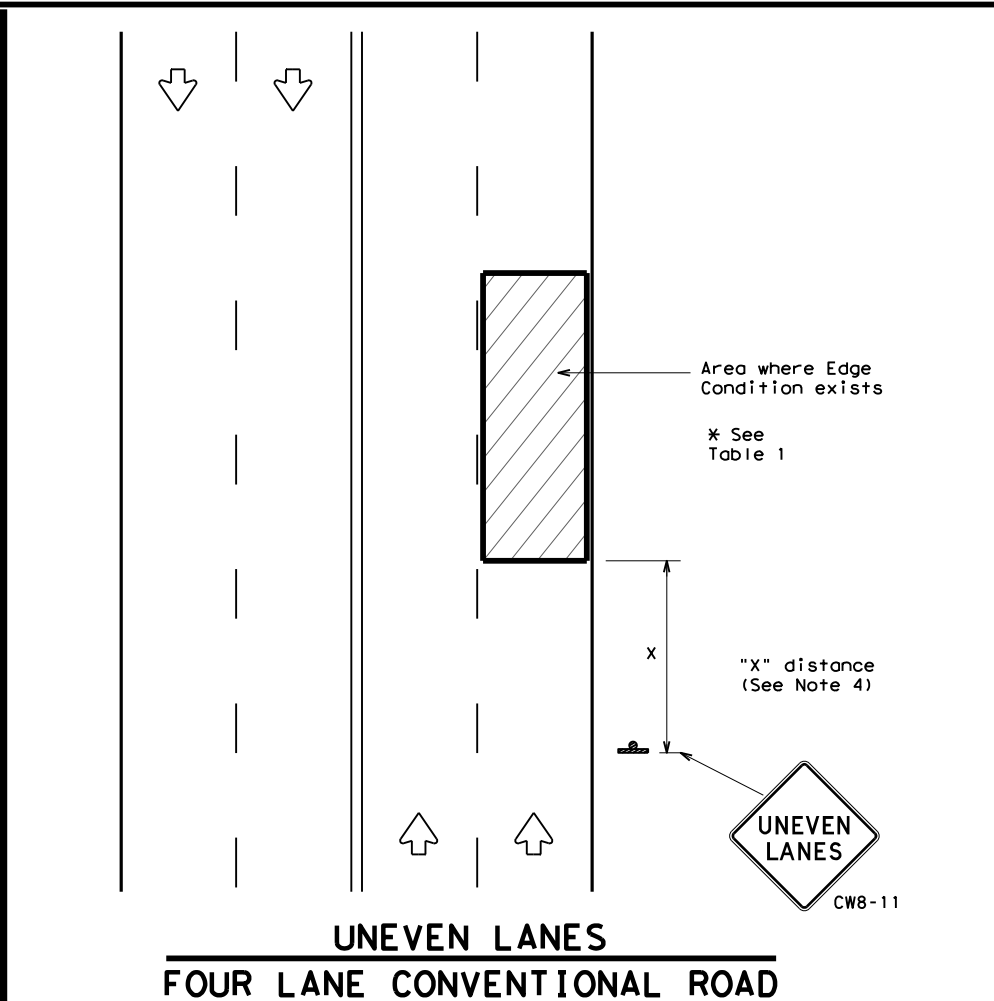 Area where Edge
Condition exists
* See
Table 1
X
"X" distance
(See Note 4)
UNEVEN
LANES
CW8-11
UNEVEN LANES
FOUR LANE CONVENTIONAL ROAD